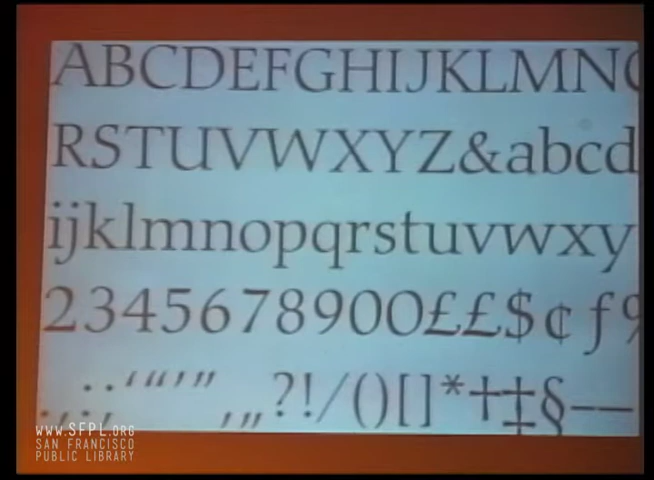 ABCDEFGHIJKLMN
RSTUVWXYZ&abcd
ijklmnopqrstuvwxy
234567890O££$¢ƒ%
.,:;‘“’”‚„?!/()[]*†‡§—
WWW.SFPL.ORG
SAN FRANCISCO
PUBLIC LIBRARY